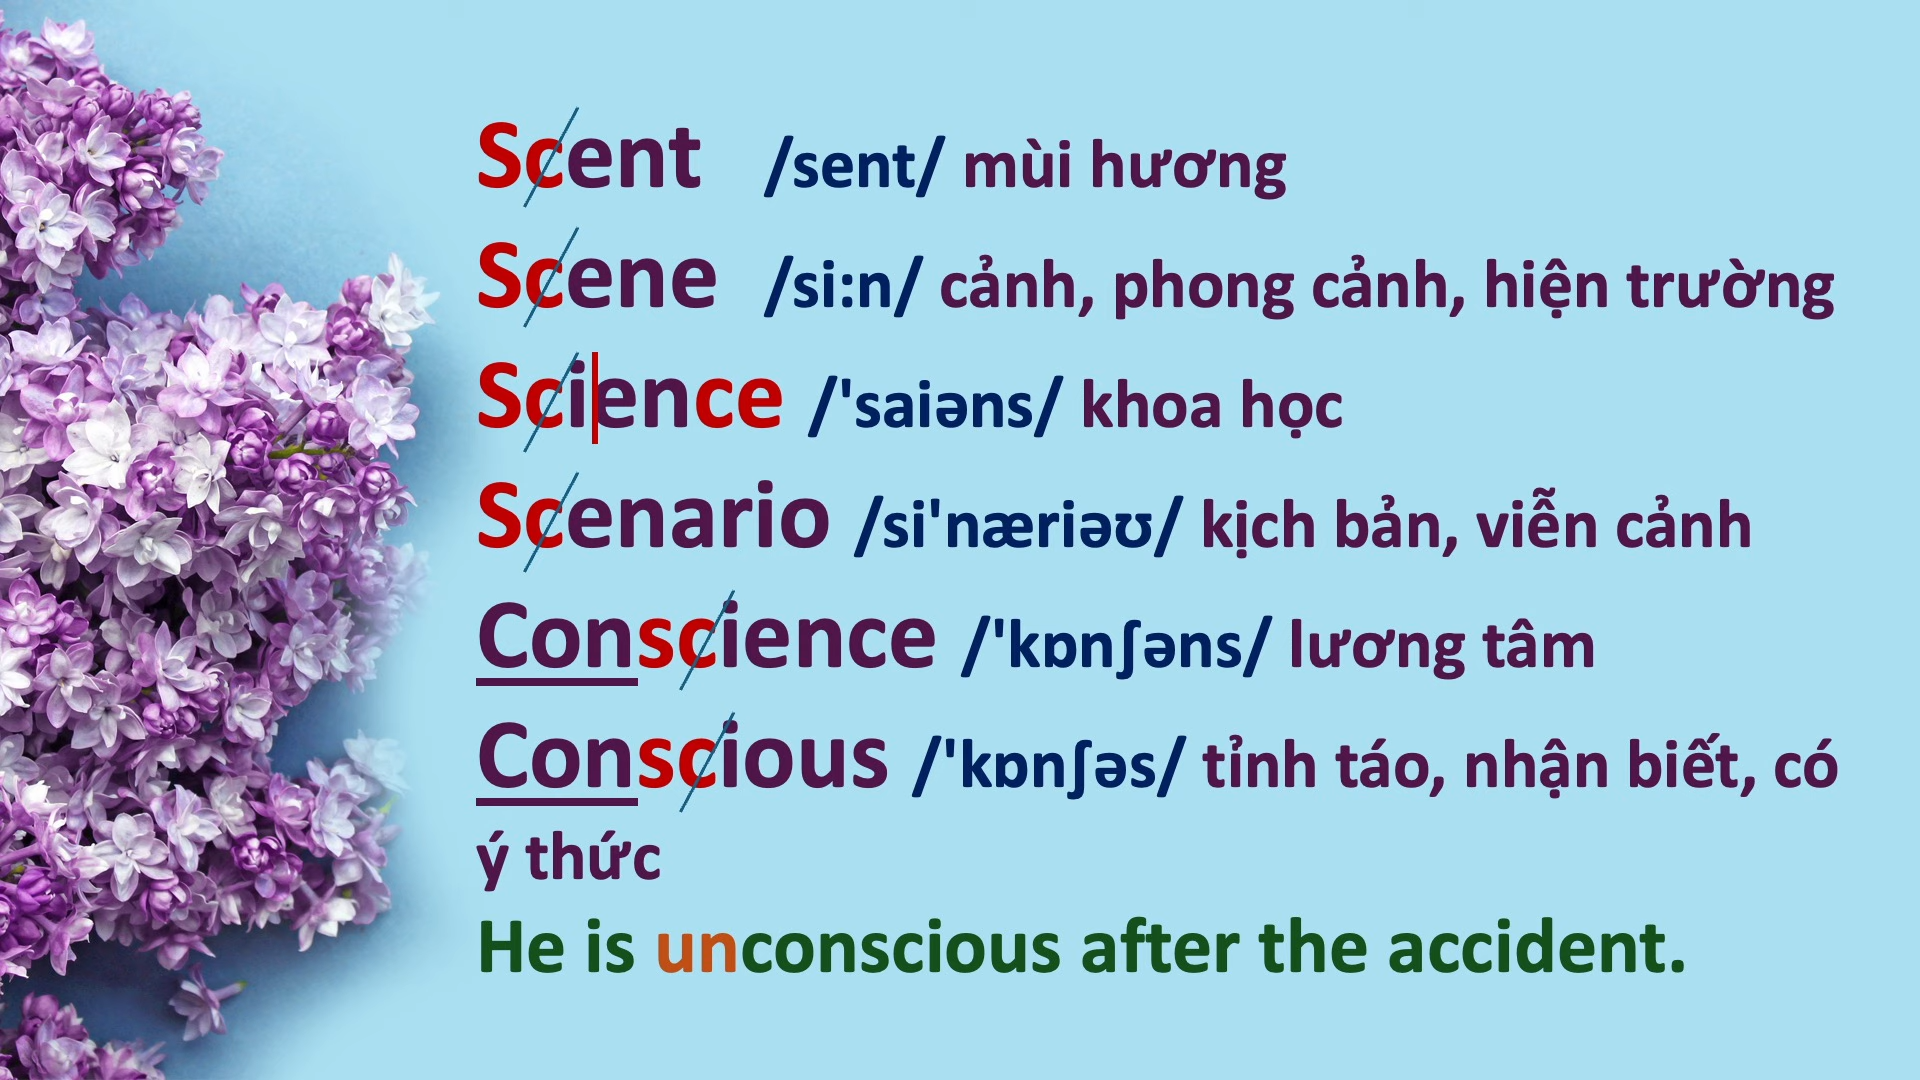 Scent /sent/ mùi hương
Scene /si:n/ cảnh, phong cảnh, hiện trường
Science /'saiəns/ khoa học
Scenario /si'næriəʊ/ kịch bản, viễn cảnh
Conscience /'kɒnʃəns/ lương tâm
Conscious /'kɒnʃəs/ tỉnh táo, nhận biết, có
ý thức
He is unconscious after the accident.